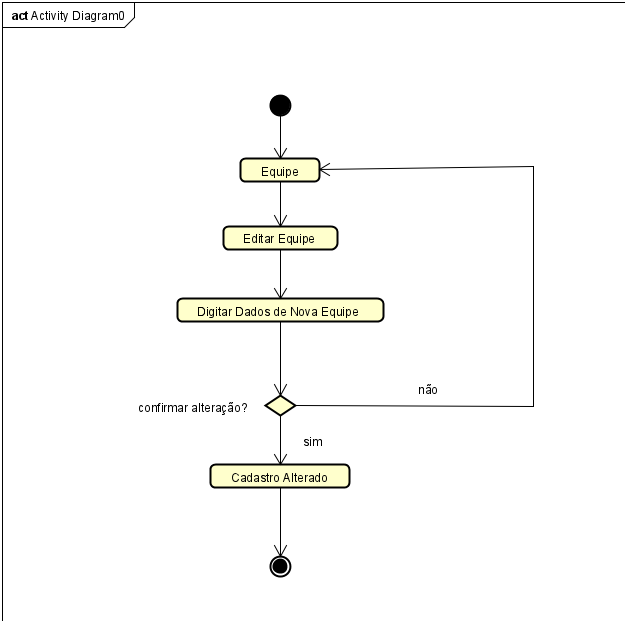 act Activity Diagram0
Equipe
Editar Equipe
Digitar Dados de Nova Equipe
não
confirmar alteração?
sim
Cadastro Alterado